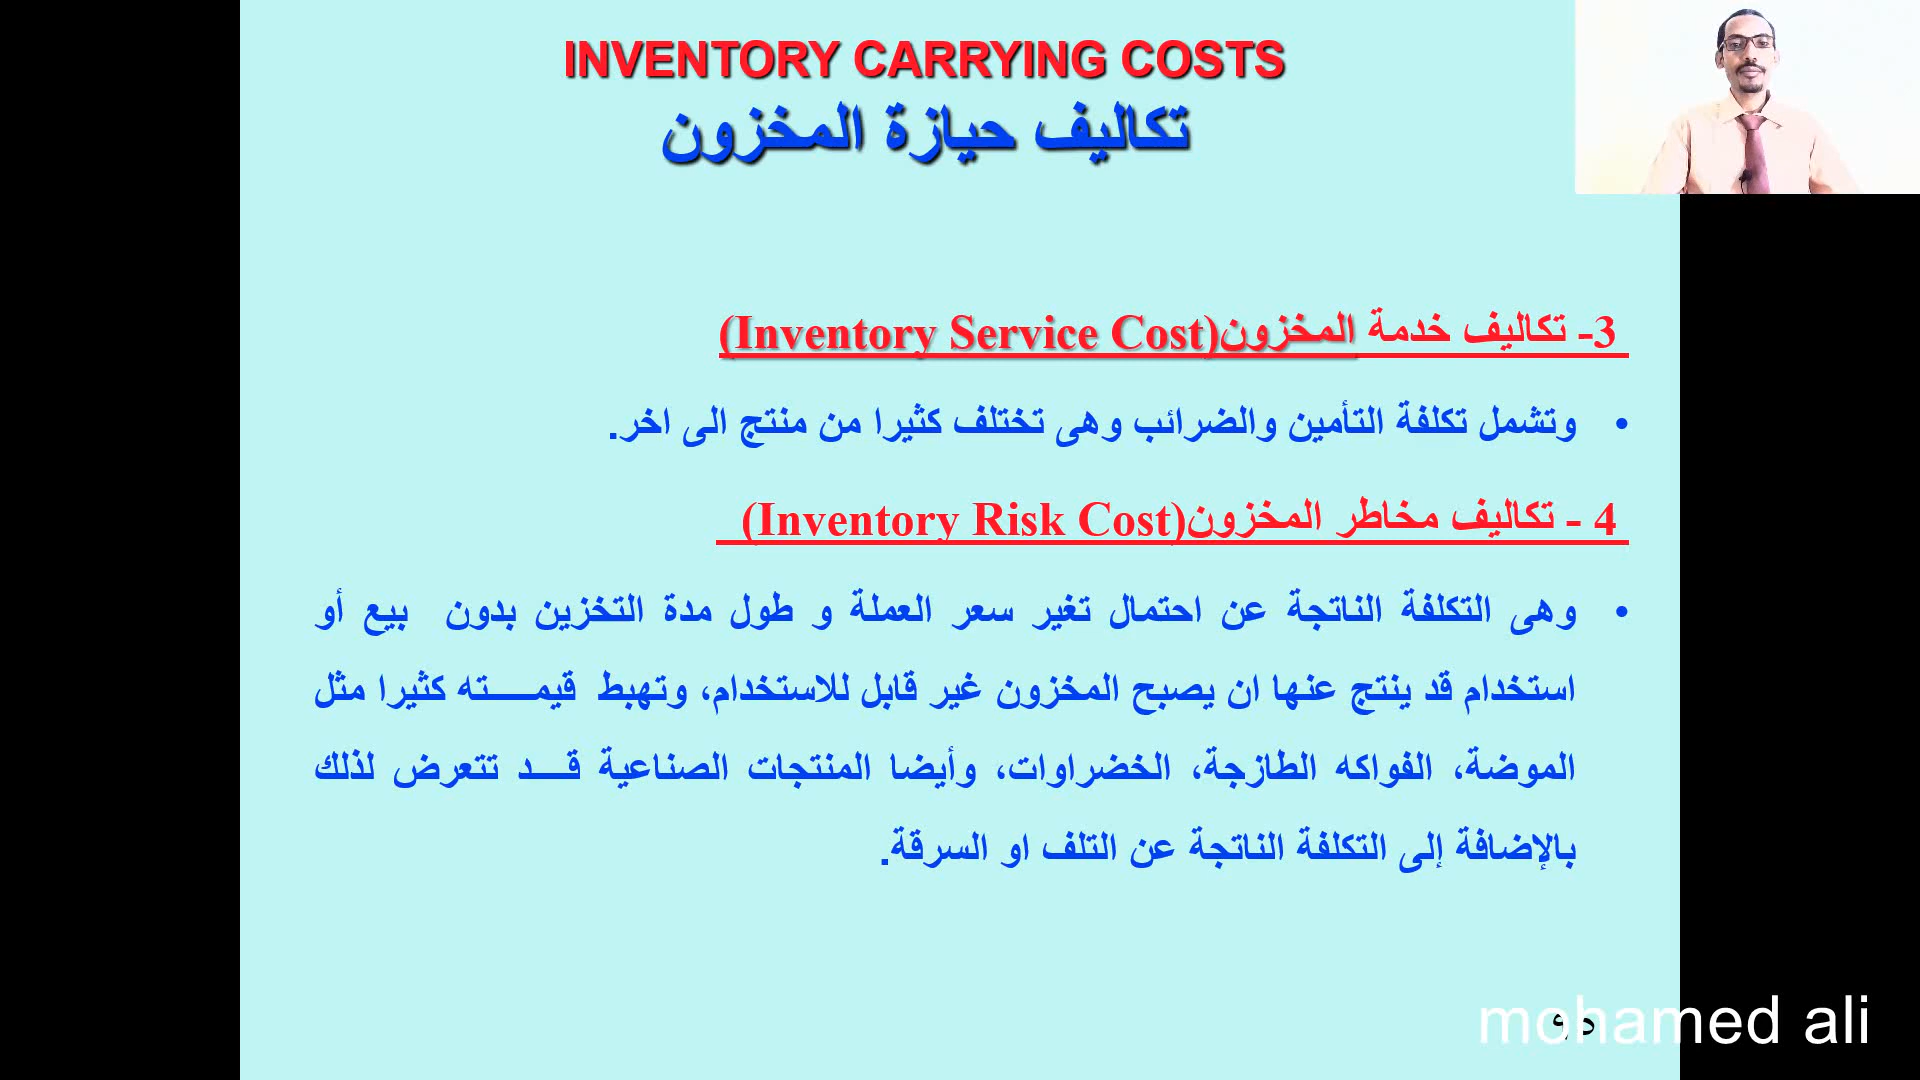 INVENTORY CARRYING COSTS
تكاليف حيازة المخزون
3- تكاليف خدمة المخزون(Inventory Service Cost)
• وتشمل تكلفة التأمين والضرائب وهى تختلف كثيرا من منتج الى اخر.
4 - تكاليف مخاطر المخزون(Inventory Risk Cost)
• وهى التكلفة الناتجة عن احتمال تغير سعر العملة و طول مدة التخزين بدون بيع أو
استخدام قد ينتج عنها ان يصبح المخزون غير قابل للاستخدام، وتهبط قيمـــــته كثيرا مثل
الموضة، الفواكه الطازجة، الخضراوات، وأيضا المنتجات الصناعية قــــد تتعرض لذلك
بالإضافة إلى التكلفة الناتجة عن التلف او السرقة.
mohamed ali